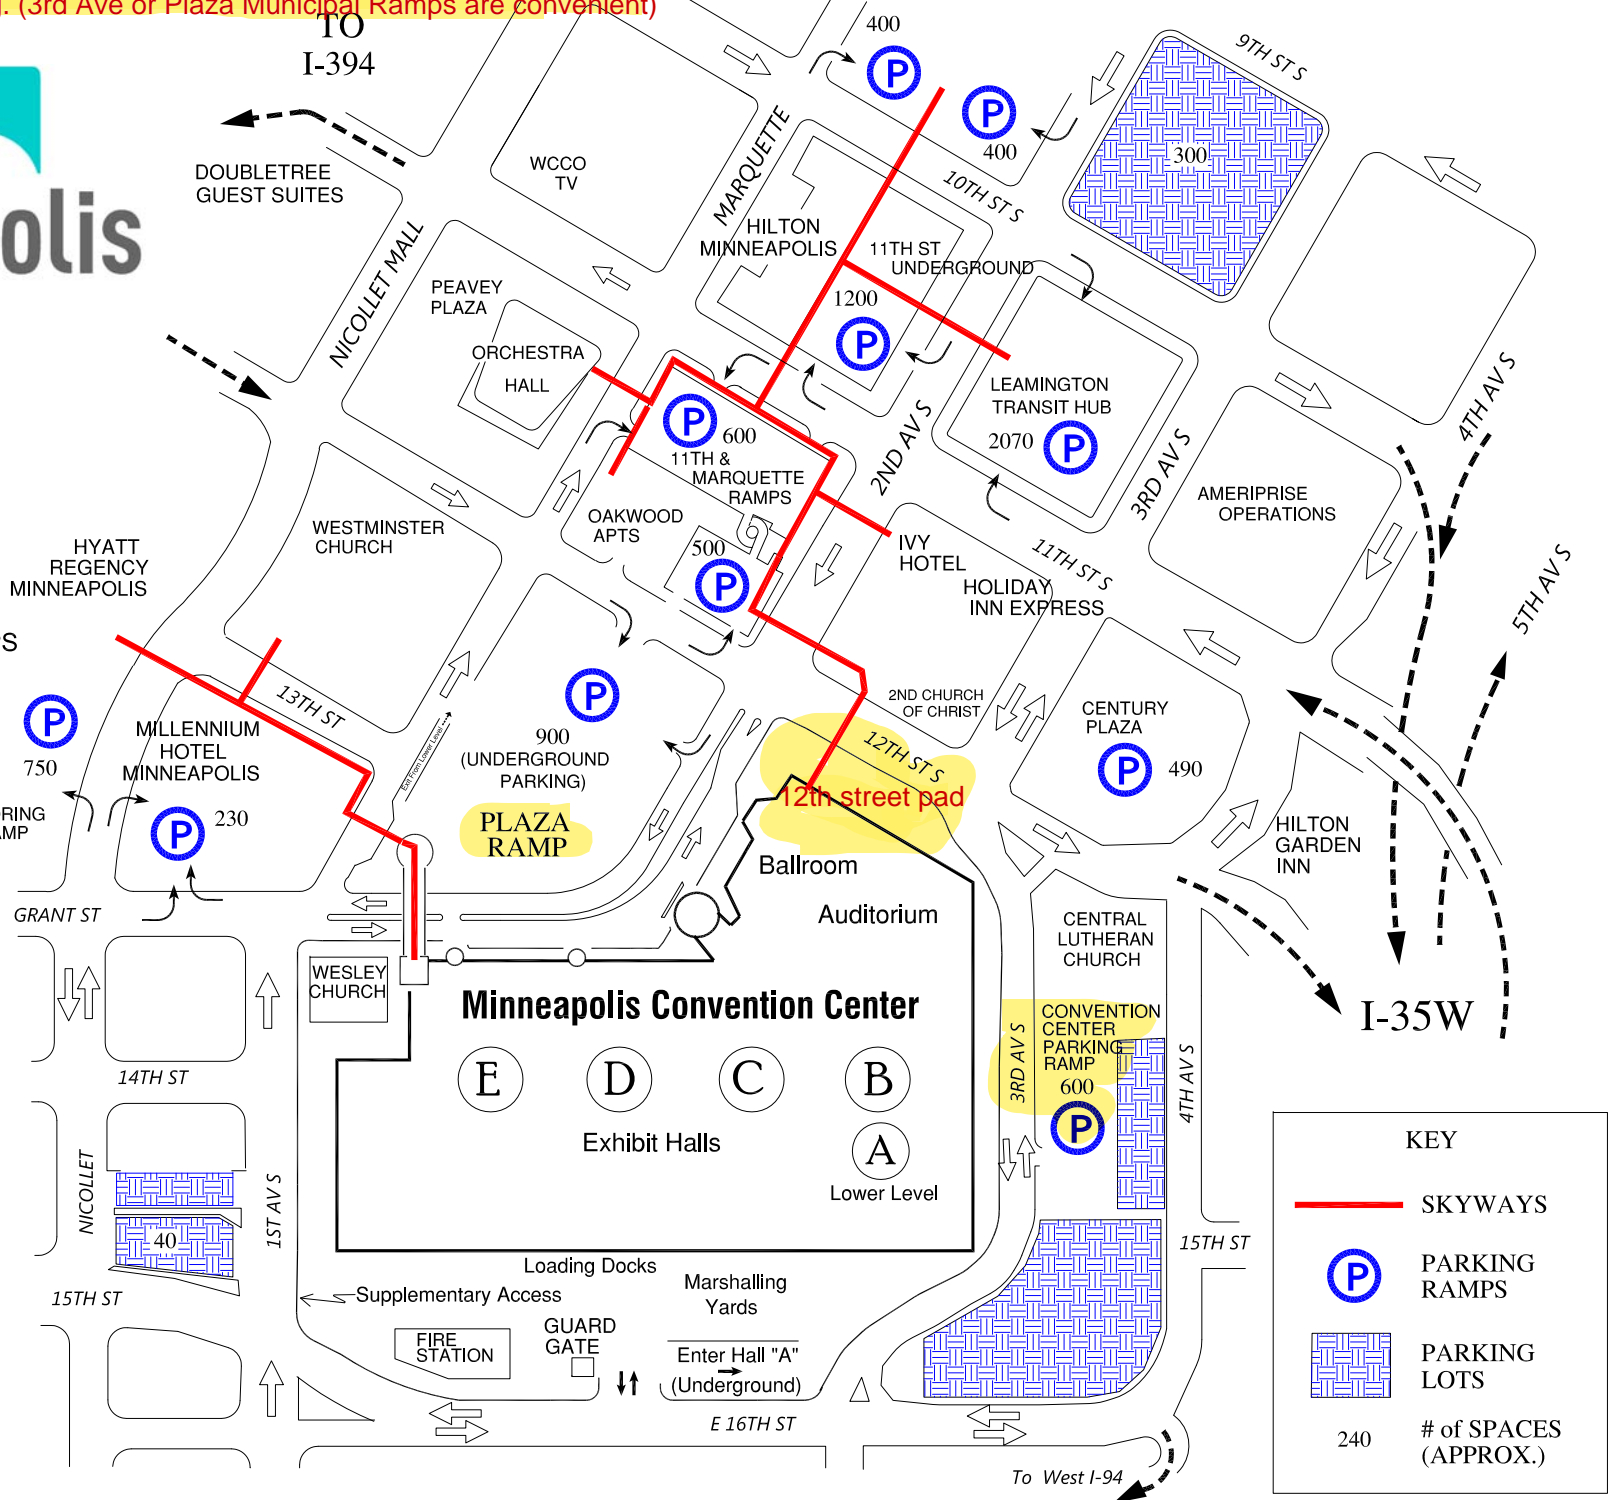 . (3rd Ave or Plaza Municipal Ramps are convenient)
TO
I-394
400
9TH ST S
olis
DOUBLETREE
GUEST SUITES
WCCO
TV
MARQUETTE
400
300
10TH ST S
HILTON
MINNEAPOLIS
11TH ST
UNDERGROUND
1200
NICOLLET MALL
PEAVEY
PLAZA
ORCHESTRA
HALL
LEAMINGTON
TRANSIT HUB
2070
4TH AV S
600
11TH &
MARQUETTE
RAMPS
2ND AV S
3RD AV S
AMERIPRISE
OPERATIONS
WESTMINSTER
CHURCH
OAKWOOD
APTS
500
IVY
HOTEL
11TH ST S
HOLIDAY
INN EXPRESS
5TH AV S
HYATT
REGENCY
MINNEAPOLIS
PS
13TH ST
MILLENNIUM
HOTEL
MINNEAPOLIS
750
230
RING
AMP
Exit From Lower Level
900
(UNDERGROUND
PARKING)
PLAZA
RAMP
2ND CHURCH
OF CHRIST
12TH ST S
12th street pad
CENTURY
PLAZA
490
HILTON
GARDEN
INN
Ballroom
Auditorium
GRANT ST
CENTRAL
LUTHERAN
CHURCH
WESLEY
CHURCH
Minneapolis Convention Center
E
D
C
B
A
Exhibit Halls
Lower Level
3RD AV S
CONVENTION
CENTER
PARKING
RAMP
600
4TH AV S
I-35W
14TH ST
NICOLLET
1ST AV S
40
15TH ST
15TH ST
Loading Docks
Supplementary Access
Marshalling
Yards
FIRE
STATION
GUARD
GATE
Enter Hall "A"
(Underground)
E 16TH ST
To West I-94
KEY
SKYWAYS
P
PARKING
RAMPS
PARKING
LOTS
240
# of SPACES
(APPROX.)